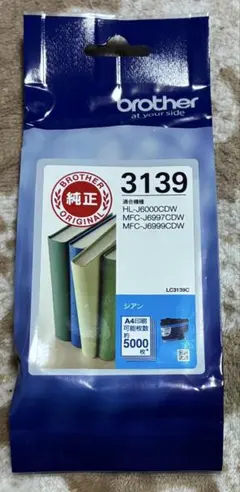 brother
at your side
BROTHER
純正
ORIGINAL
3139
適合機種
HL-J6000CDW
MFC-J6997CDW
MFC-J6999CDW
LC3139C
シアン
A4印刷
可能枚数
約
5000
枚*